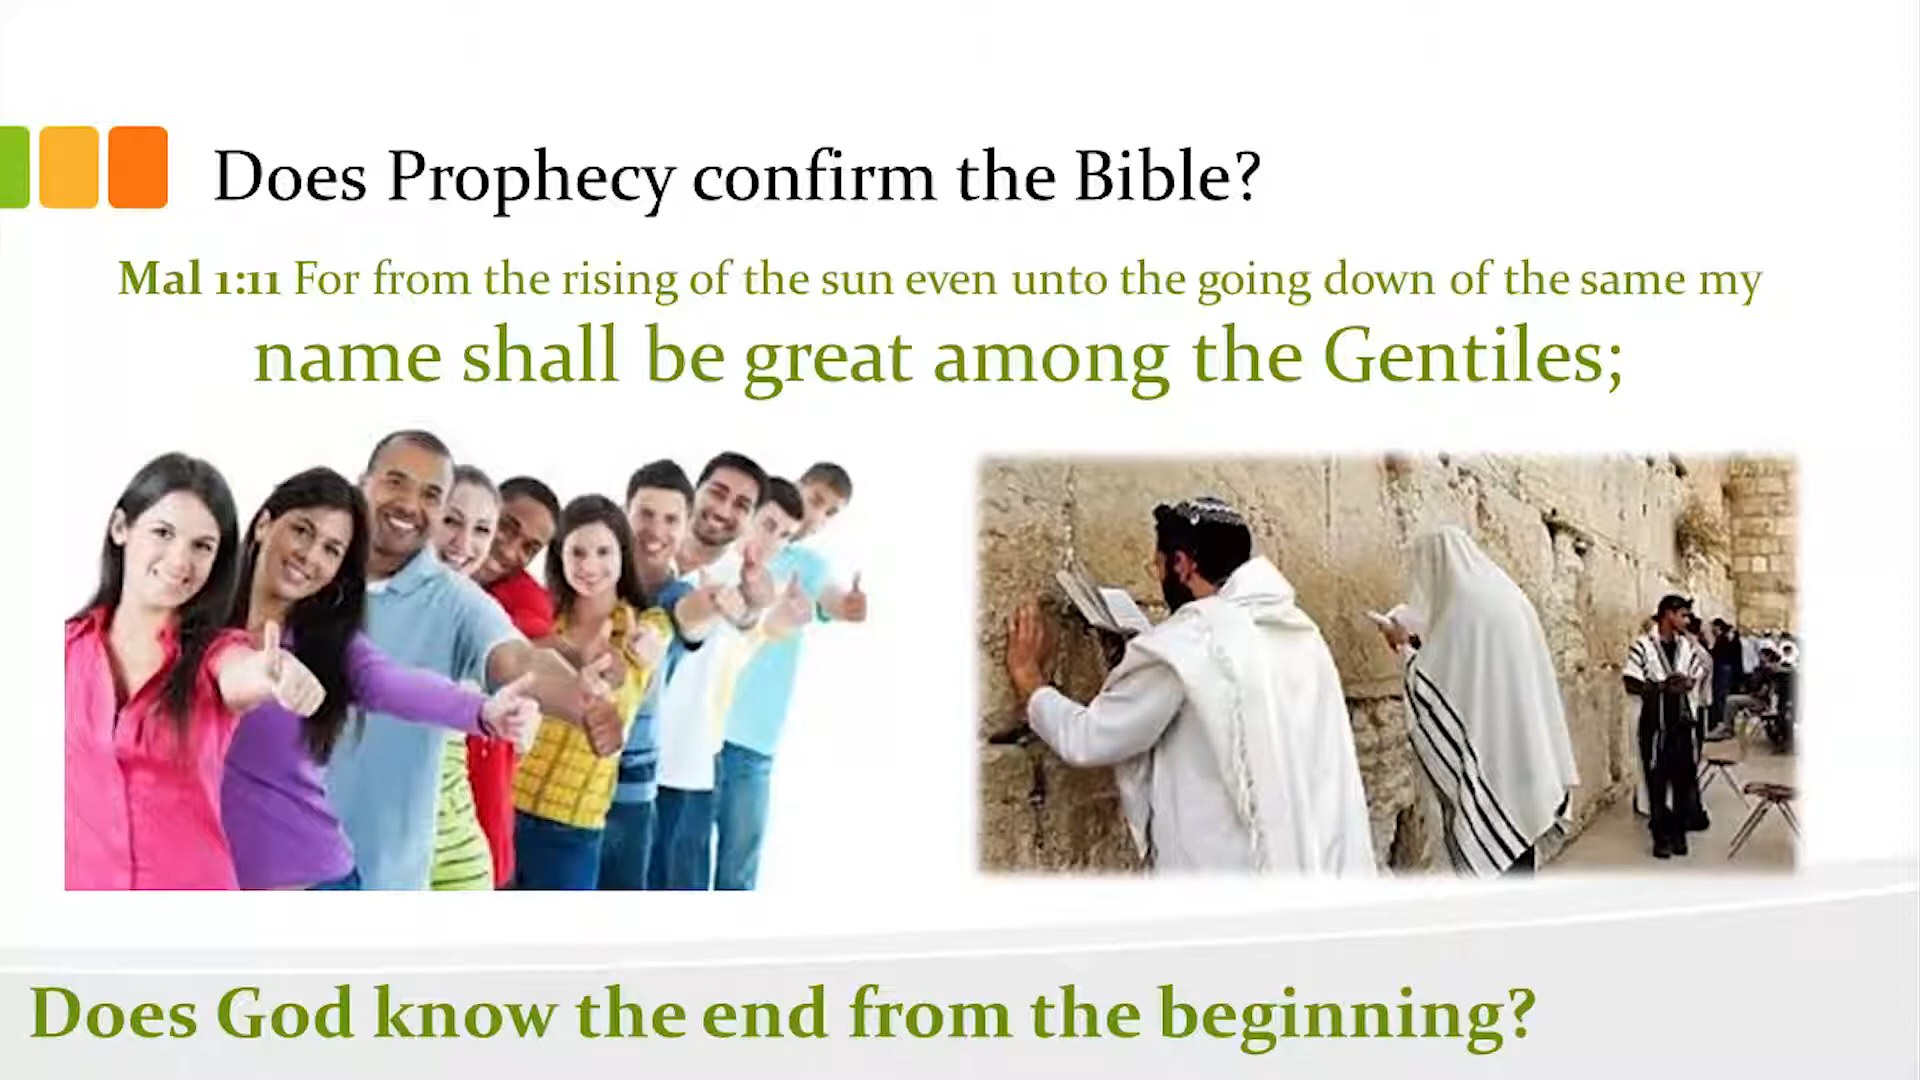 Does Prophecy confirm the Bible?
Mal 1:11 For from the rising of the sun even unto the going down of the same my
name shall be great among the Gentiles;
Does God know the end from the beginning?